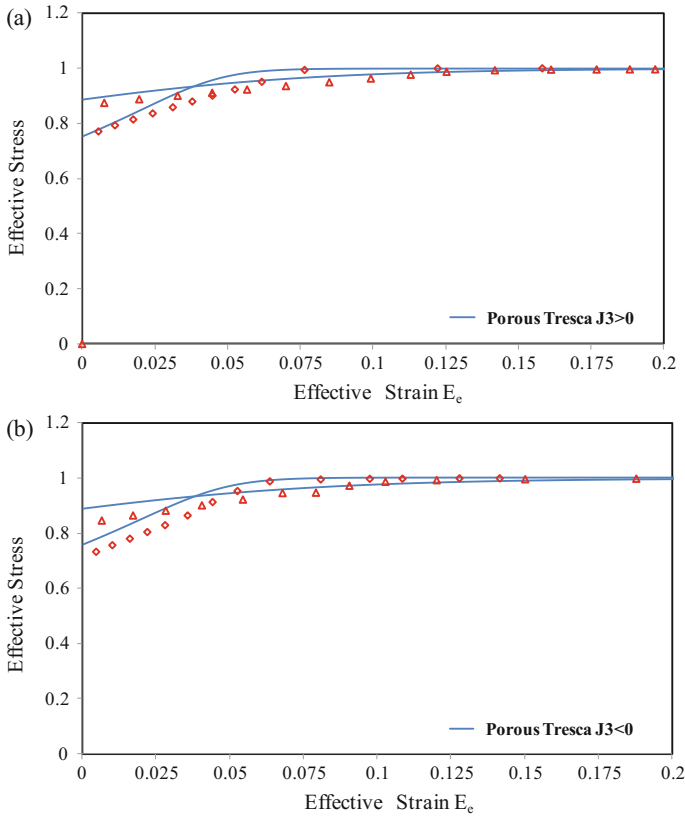 (a)
1.2
1
0.8
0.6
0.4
0.2
0
Effective Stress
Porous Tresca J3>0
0 0.025 0.05 0.075 0.1 0.125 0.15 0.175 0.2
Effective Strain Ee
(b)
1.2
1
0.8
0.6
0.4
0.2
0
Effective Stress
Porous Tresca J3<0
0 0.025 0.05 0.075 0.1 0.125 0.15 0.175 0.2
Effective Strain Ee